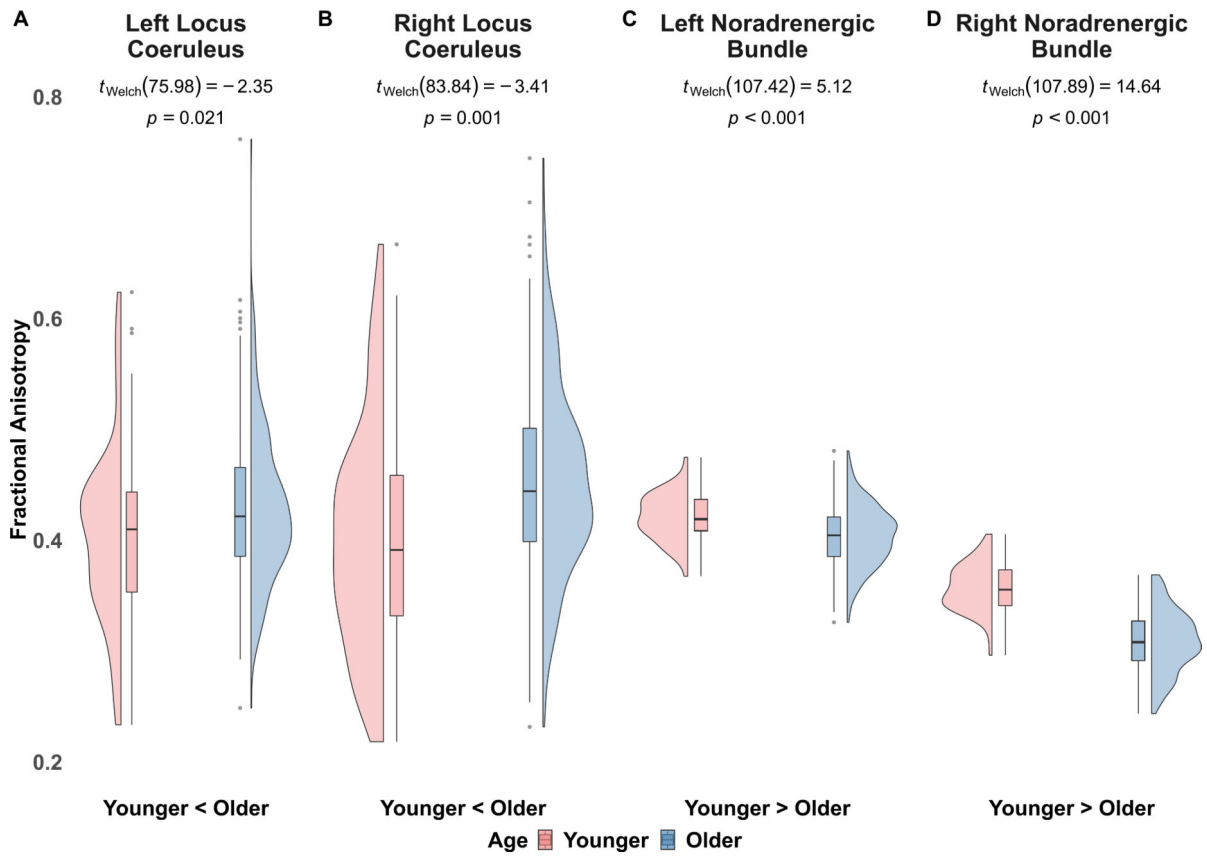 A
Left Locus
Coeruleus
tWelch(75.98) = −2.35
p = 0.021
B
Right Locus
Coeruleus
tWelch(83.84) = −3.41
p = 0.001
C
Left Noradrenergic
Bundle
tWelch(107.42) = 5.12
p < 0.001
D
Right Noradrenergic
Bundle
tWelch(107.89) = 14.64
p < 0.001
Fractional Anisotropy
0.8
0.6
0.4
0.2
Younger < Older
Younger < Older
Younger > Older
Younger > Older
Age Younger Older